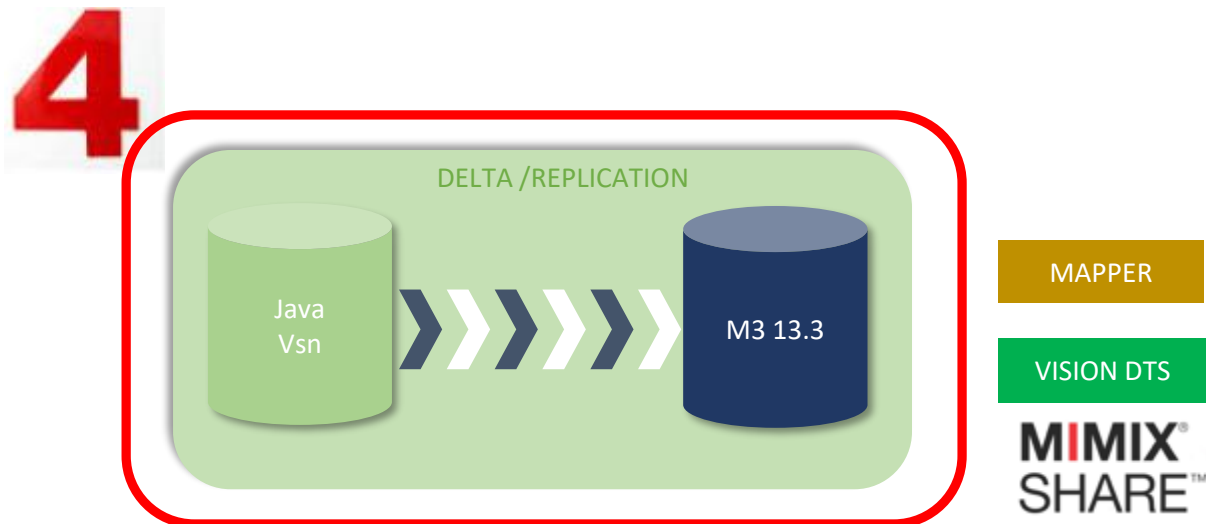 4
DELTA /REPLICATION
Java
Vsn
M3 13.3
MAPPER
VISION DTS
MIMIX®
SHARE™